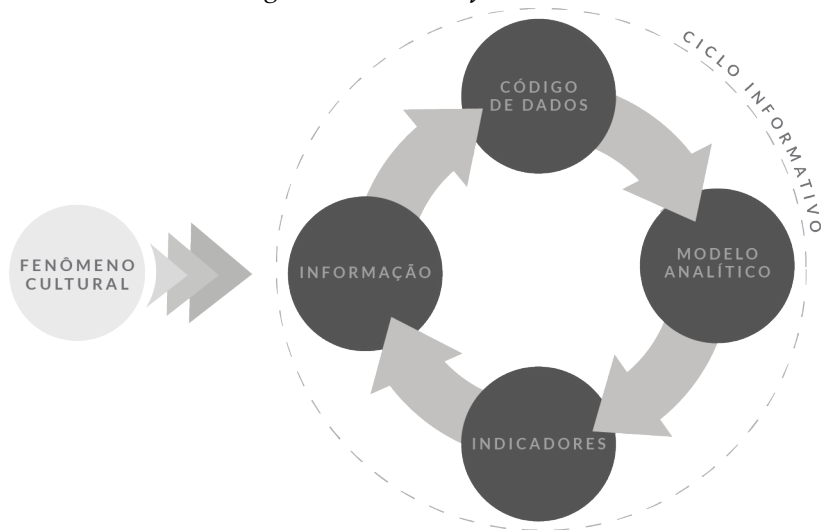 CÓDIGO
DE DADOS
CICLO INFORMATIVO
FENÔMENO
CULTURAL
INFORMAÇÃO
MODELO
ANALÍTICO
INDICADORES